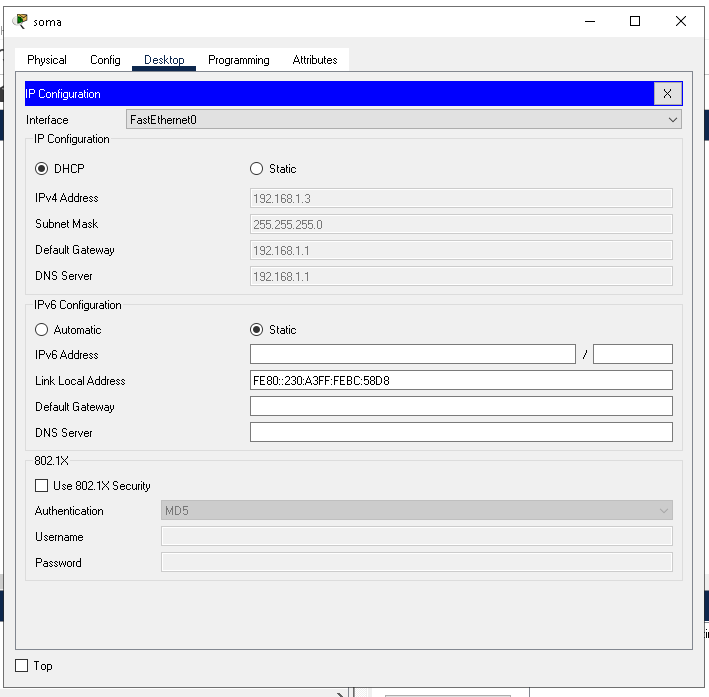 soma
Physical Config Desktop Programming Attributes
IP Configuration X
Interface FastEthernet0
IP Configuration
DHCP Static
IPv4 Address 192.168.1.3
Subnet Mask 255.255.255.0
Default Gateway 192.168.1.1
DNS Server 192.168.1.1
IPv6 Configuration
Automatic Static
IPv6 Address /
Link Local Address FE80::230:A3FF:FEBC:58D8
Default Gateway
DNS Server
802.1X
Use 802.1X Security
Authentication MD5
Username
Password
Top